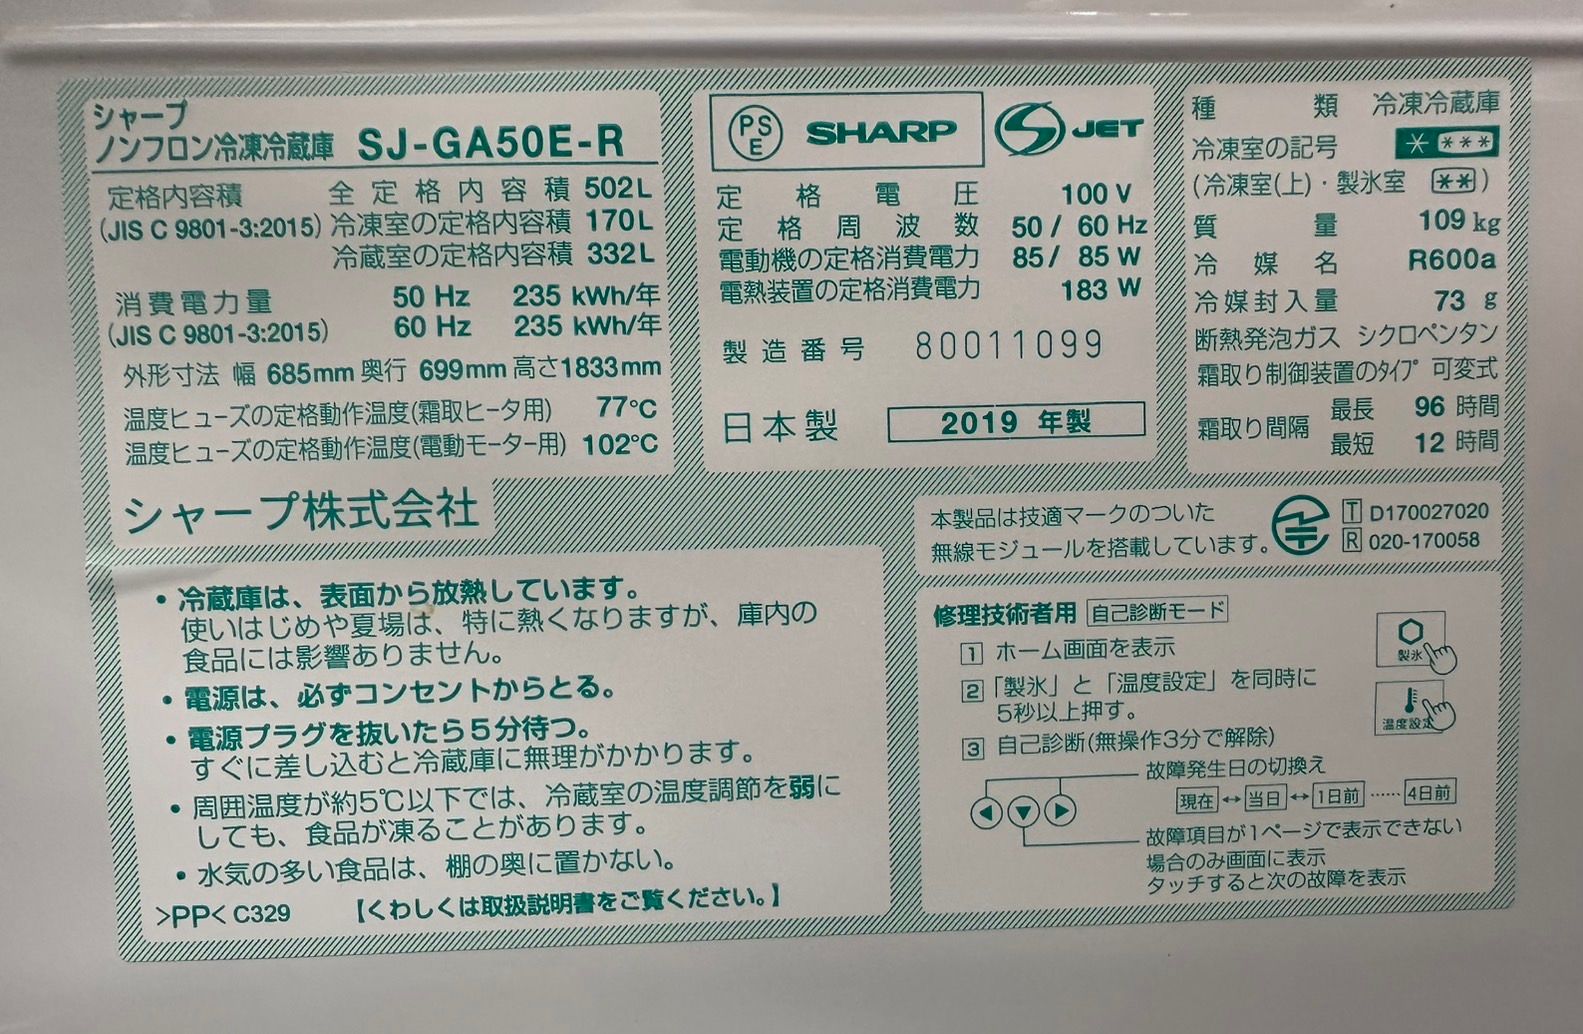 シャープ
ノンフロン冷凍冷蔵庫 SJ-GA50E-R
定格内容積 全定格内容積 502L
(JIS C 9801-3:2015) 冷凍室の定格内容積 170L
冷蔵室の定格内容積 332L
消費電力量 50 Hz 235 kWh/年
(JIS C 9801-3:2015) 60 Hz 235 kWh/年
外形寸法 幅 685mm 奥行 699mm 高さ1833mm
温度ヒューズの定格動作温度(霜取ヒータ用) 77℃
温度ヒューズの定格動作温度(電動モーター用) 102℃
シャープ株式会社
PS
E
SHARP
S JET
定格電圧 100 V
定格周波数 50 / 60 Hz
電動機の定格消費電力 85 / 85 W
電熱装置の定格消費電力 183 W
製造番号 80011099
日本製 2019 年製
種類 冷凍冷蔵庫
冷凍室の記号 * ***
(冷凍室(上)・製氷室 **)
質量 109 kg
冷媒名 R600a
冷媒封入量 73 g
断熱発泡ガス シクロペンタン
霜取り制御装置のタイプ 可変式
霜取り間隔 最長 96 時間
最短 12 時間
本製品は技適マークのついた
無線モジュールを搭載しています。
T D170027020
R 020-170058
・冷蔵庫は、表面から放熱しています。
使いはじめや夏場は、特に熱くなりますが、庫内の
食品には影響ありません。
・電源は、必ずコンセントからとる。
・電源プラグを抜いたら5分待つ。
すぐに差し込むと冷蔵庫に無理がかかります。
・周囲温度が約5℃以下では、冷蔵室の温度調節を弱に
しても、食品が凍ることがあります。
・水気の多い食品は、棚の奥に置かない。
>PP< C329 【くわしくは取扱説明書をご覧ください。】
修理技術者用 自己診断モード
1 ホーム画面を表示
2 「製氷」と「温度設定」を同時に
5秒以上押す。
3 自己診断(無操作3分で解除)
製氷
温度設定
故障発生日の切換え
現在↔当日↔1日前……4日前
◀ ▼ ▶
故障項目が1ページで表示できない
場合のみ画面に表示
タッチすると次の故障を表示